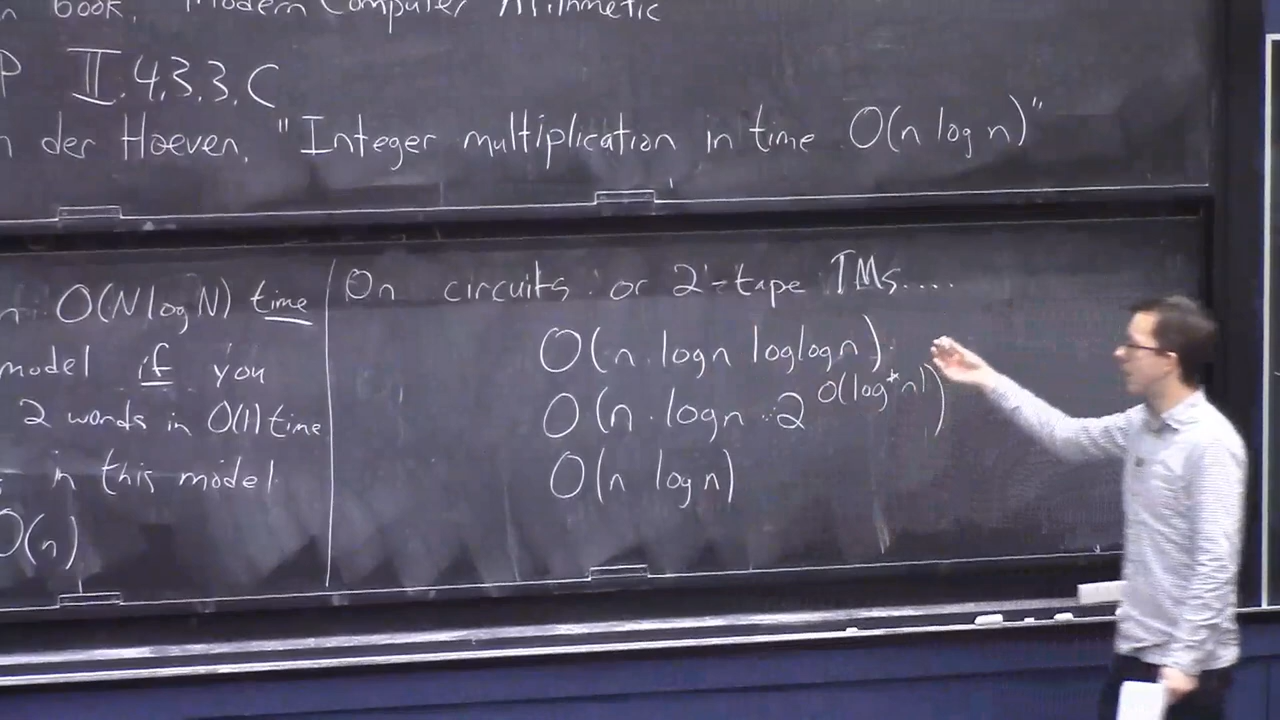 book. Modern Computer Arithmetic
P II.4.3.3.C
n der Hoeven, "Integer multiplication in time O(n log n)"
O(N log N) time
model if you
2 words in O(1) time
in this model.
O(n)
On circuits or 2-tape TMs....
O(n·logn loglogn)
O(n·logn·2^{O(log*n)})
O(n logn)